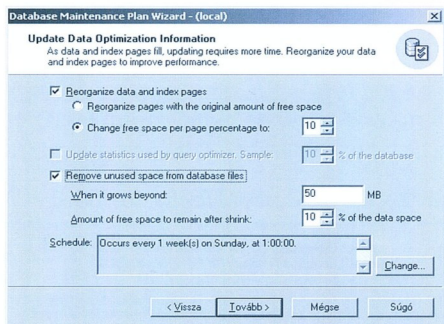 Database Maintenance Plan Wizard - (local)
Update Data Optimization Information
As data and index pages fill, updating requires more time. Reorganize your data
and index pages to improve performance.
Reorganize data and index pages
Reorganize pages with the original amount of free space
Change free space per page percentage to: 10
Update statistics used by query optimizer. Sample: 10 % of the database
Remove unused space from database files
When it grows beyond: 50 MB
Amount of free space to remain after shrink: 10 % of the data space
Schedule: Occurs every 1 week(s) on Sunday, at 1:00:00.
Change...
< Vissza Tovább > Mégse Súgó